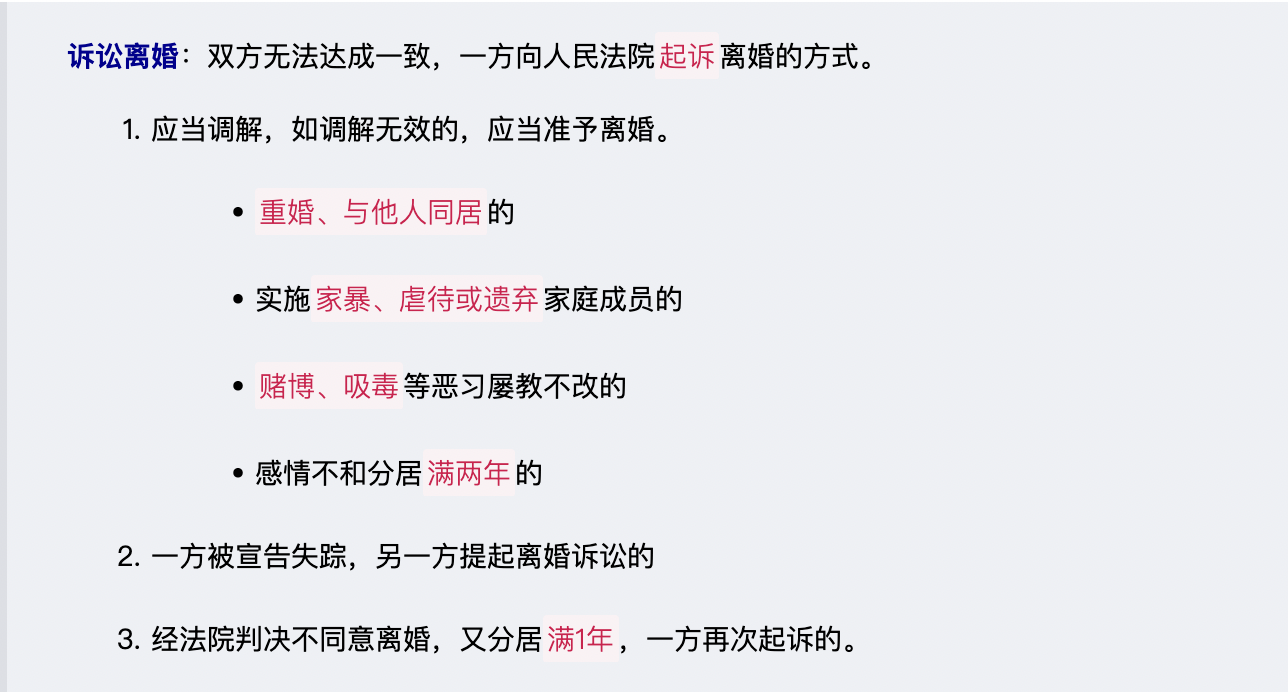 诉讼离婚：双方无法达成一致，一方向人民法院起诉离婚的方式。
1. 应当调解，如调解无效的，应当准予离婚。
• 重婚、与他人同居的
• 实施家暴、虐待或遗弃家庭成员的
• 赌博、吸毒等恶习屡教不改的
• 感情不和分居满两年的
2. 一方被宣告失踪，另一方提起离婚诉讼的
3. 经法院判决不同意离婚，又分居满1年，一方再次起诉的。